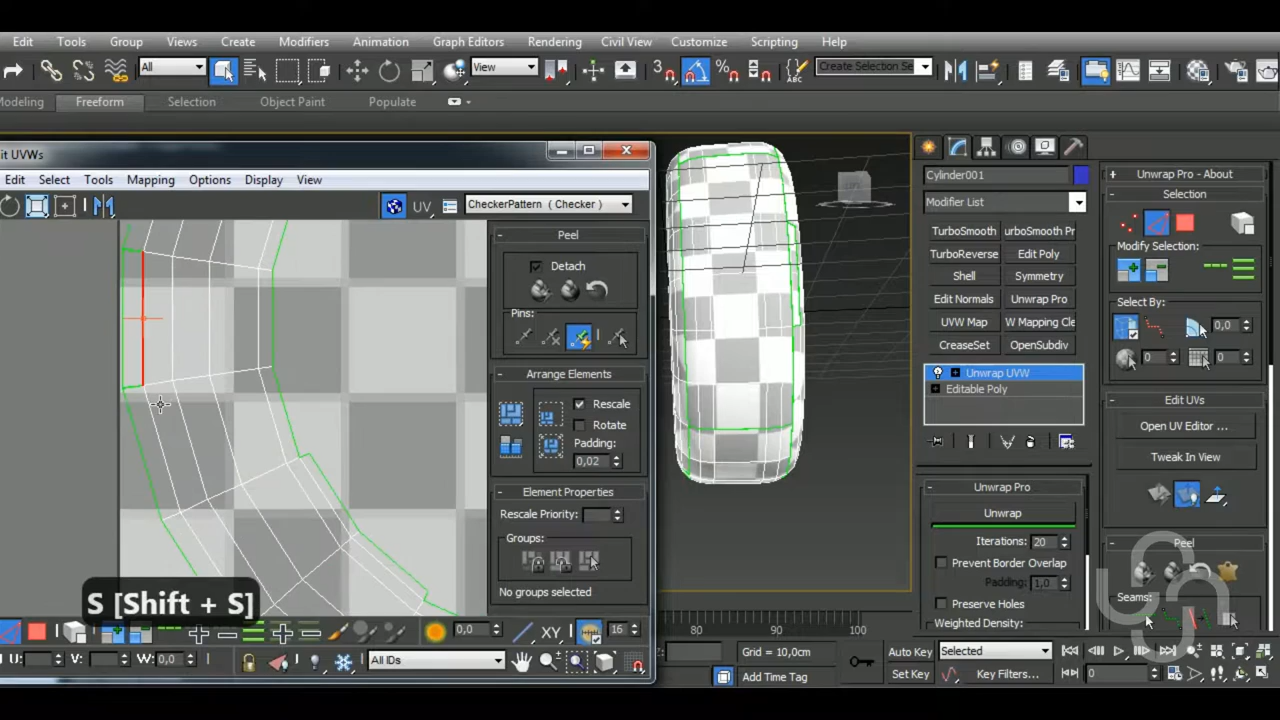 Edit Tools Group Views Create Modifiers Animation Graph Editors Rendering Civil View Customize Scripting Help
All View 3 Create Selection Se
Modeling Freeform Selection Object Paint Populate
it UVWs
Edit Select Tools Mapping Options Display View
UV CheckerPattern ( Checker )
Peel
Detach
Pins:
Arrange Elements
Rescale
Rotate
Padding:
0,02
Element Properties
Rescale Priority:
Groups:
No groups selected
S [Shift + S]
0,0 XY 16
U: V: W: 0,0 All IDs
Cylinder001
Modifier List
TurboSmooth urboSmooth Pr
TurboReverse Edit Poly
Shell Symmetry
Edit Normals Unwrap Pro
UVW Map W Mapping Cle
CreaseSet OpenSubdiv
Unwrap UVW
Editable Poly
Unwrap Pro
Unwrap
Iterations: 20
Prevent Border Overlap
Padding: 1,0
Preserve Holes
Weighted Density:
Unwrap Pro - About
Selection
Modify Selection:
Select By:
0,0
0 0
Edit UVs
Open UV Editor ...
Tweak In View
Peel
Seams:
80 90 100
Z: Grid = 10,0cm Auto Key Selected
Add Time Tag Set Key Key Filters... 0